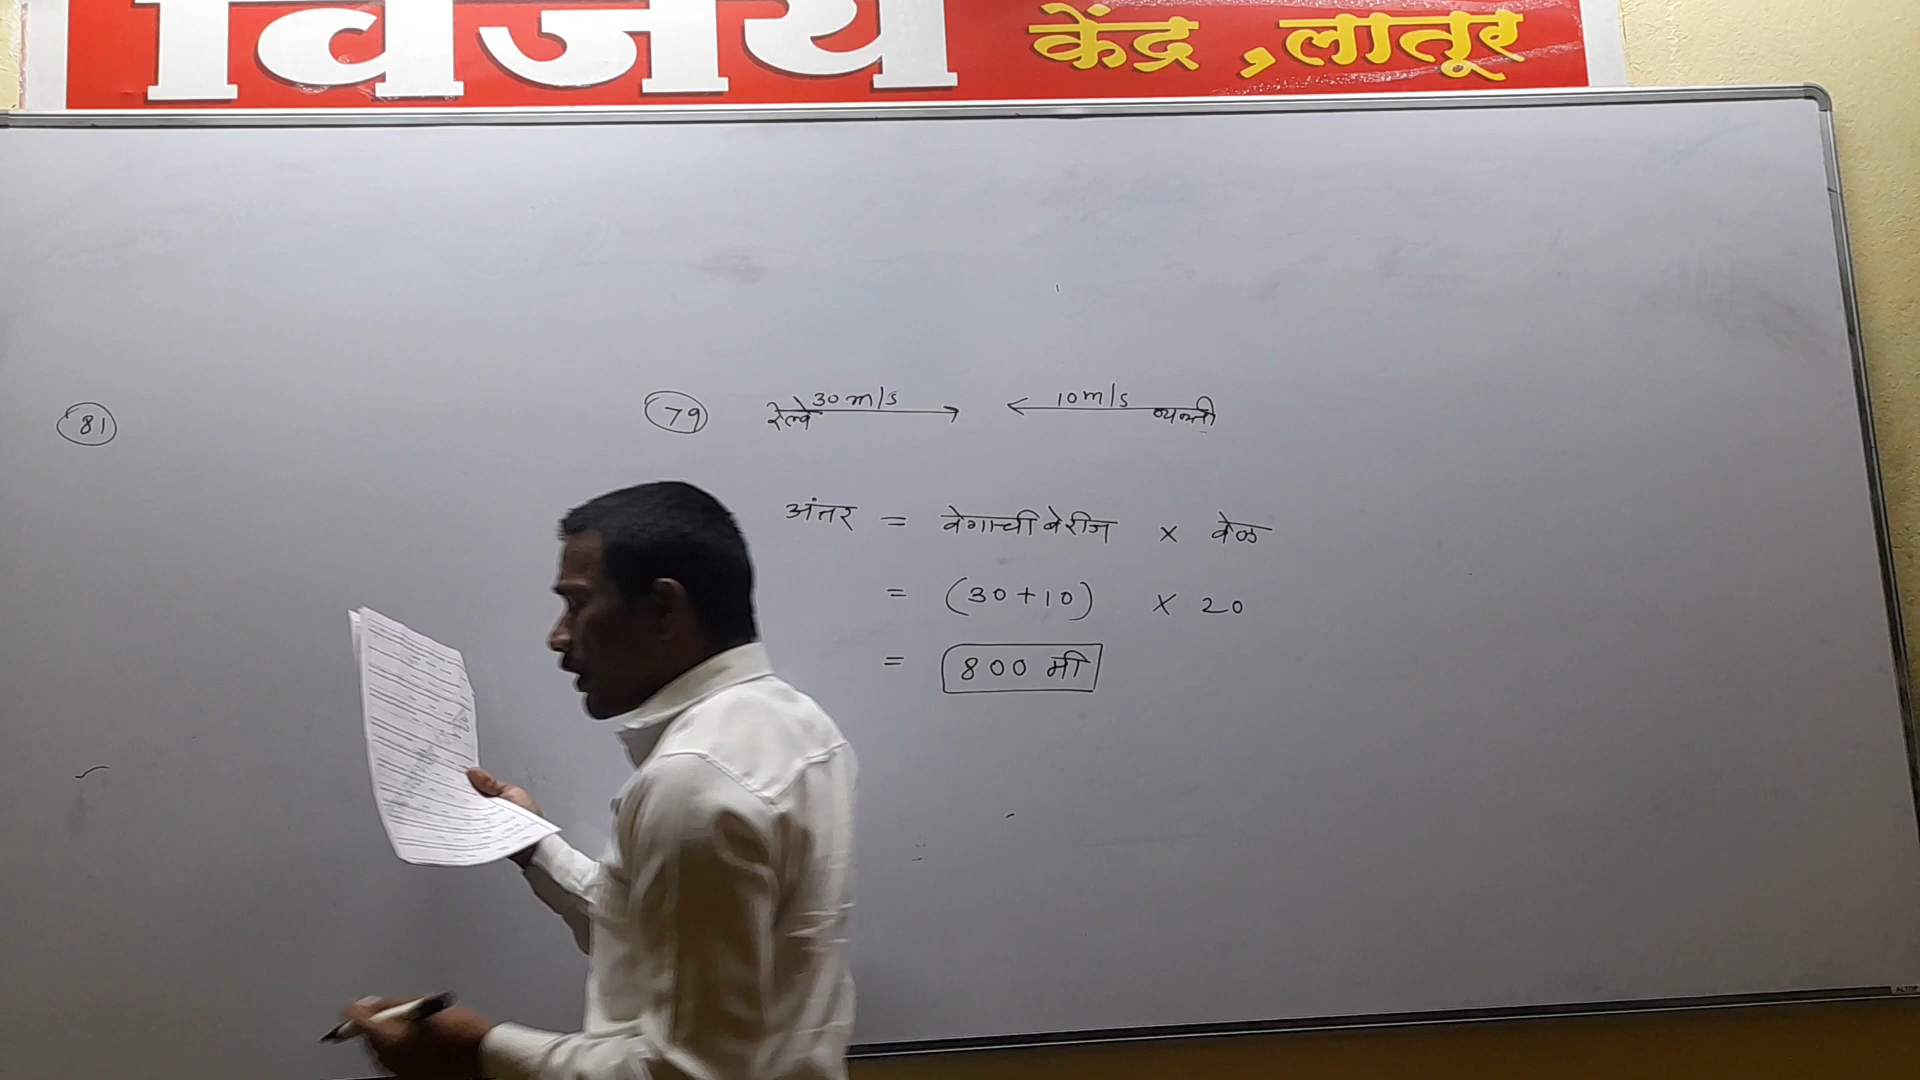 विजय केंद्र , लातूर
81
79 रेल्वे 30 m/s 10 m/s व्यक्ती
अंतर = वेगाची बेरीज × वेळ
= (30+10) × 20
= 800 मी